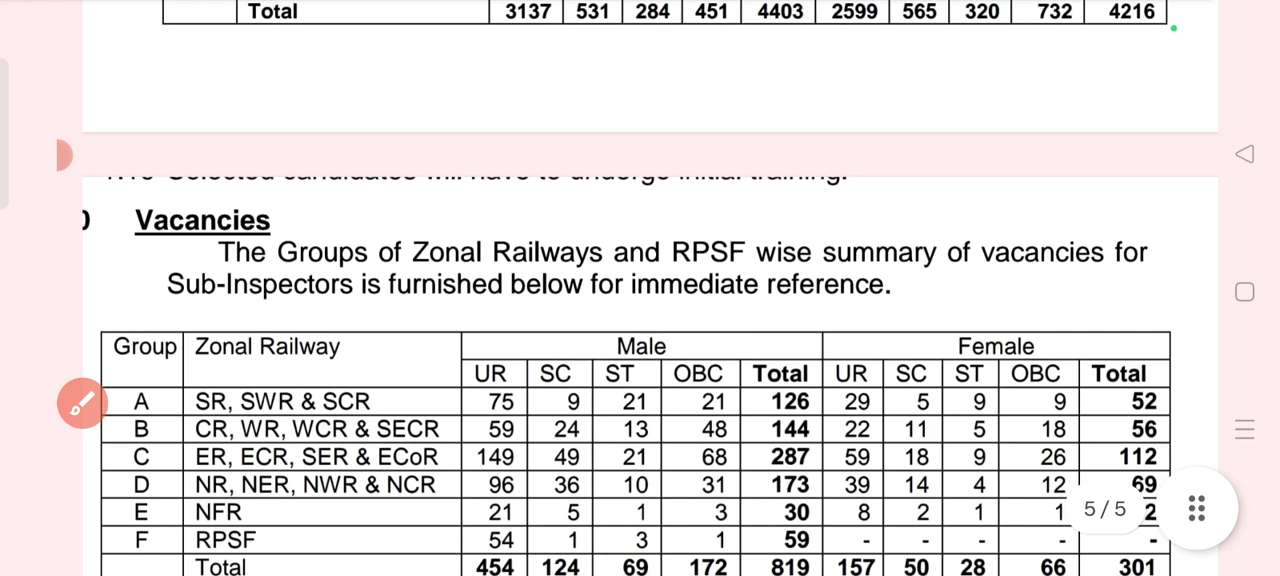 Total 3137 531 284 451 4403 2599 565 320 732 4216
Vacancies
The Groups of Zonal Railways and RPSF wise summary of vacancies for
Sub-Inspectors is furnished below for immediate reference.
Group Zonal Railway Male Female
UR SC ST OBC Total UR SC ST OBC Total
A SR, SWR & SCR 75 9 21 21 126 29 5 9 9 52
B CR, WR, WCR & SECR 59 24 13 48 144 22 11 5 18 56
C ER, ECR, SER & ECoR 149 49 21 68 287 59 18 9 26 112
D NR, NER, NWR & NCR 96 36 10 31 173 39 14 4 12 69
E NFR 21 5 1 3 30 8 2 1 1 2
5/5
F RPSF 54 1 3 1 59 - - - - -
Total 454 124 69 172 819 157 50 28 66 301